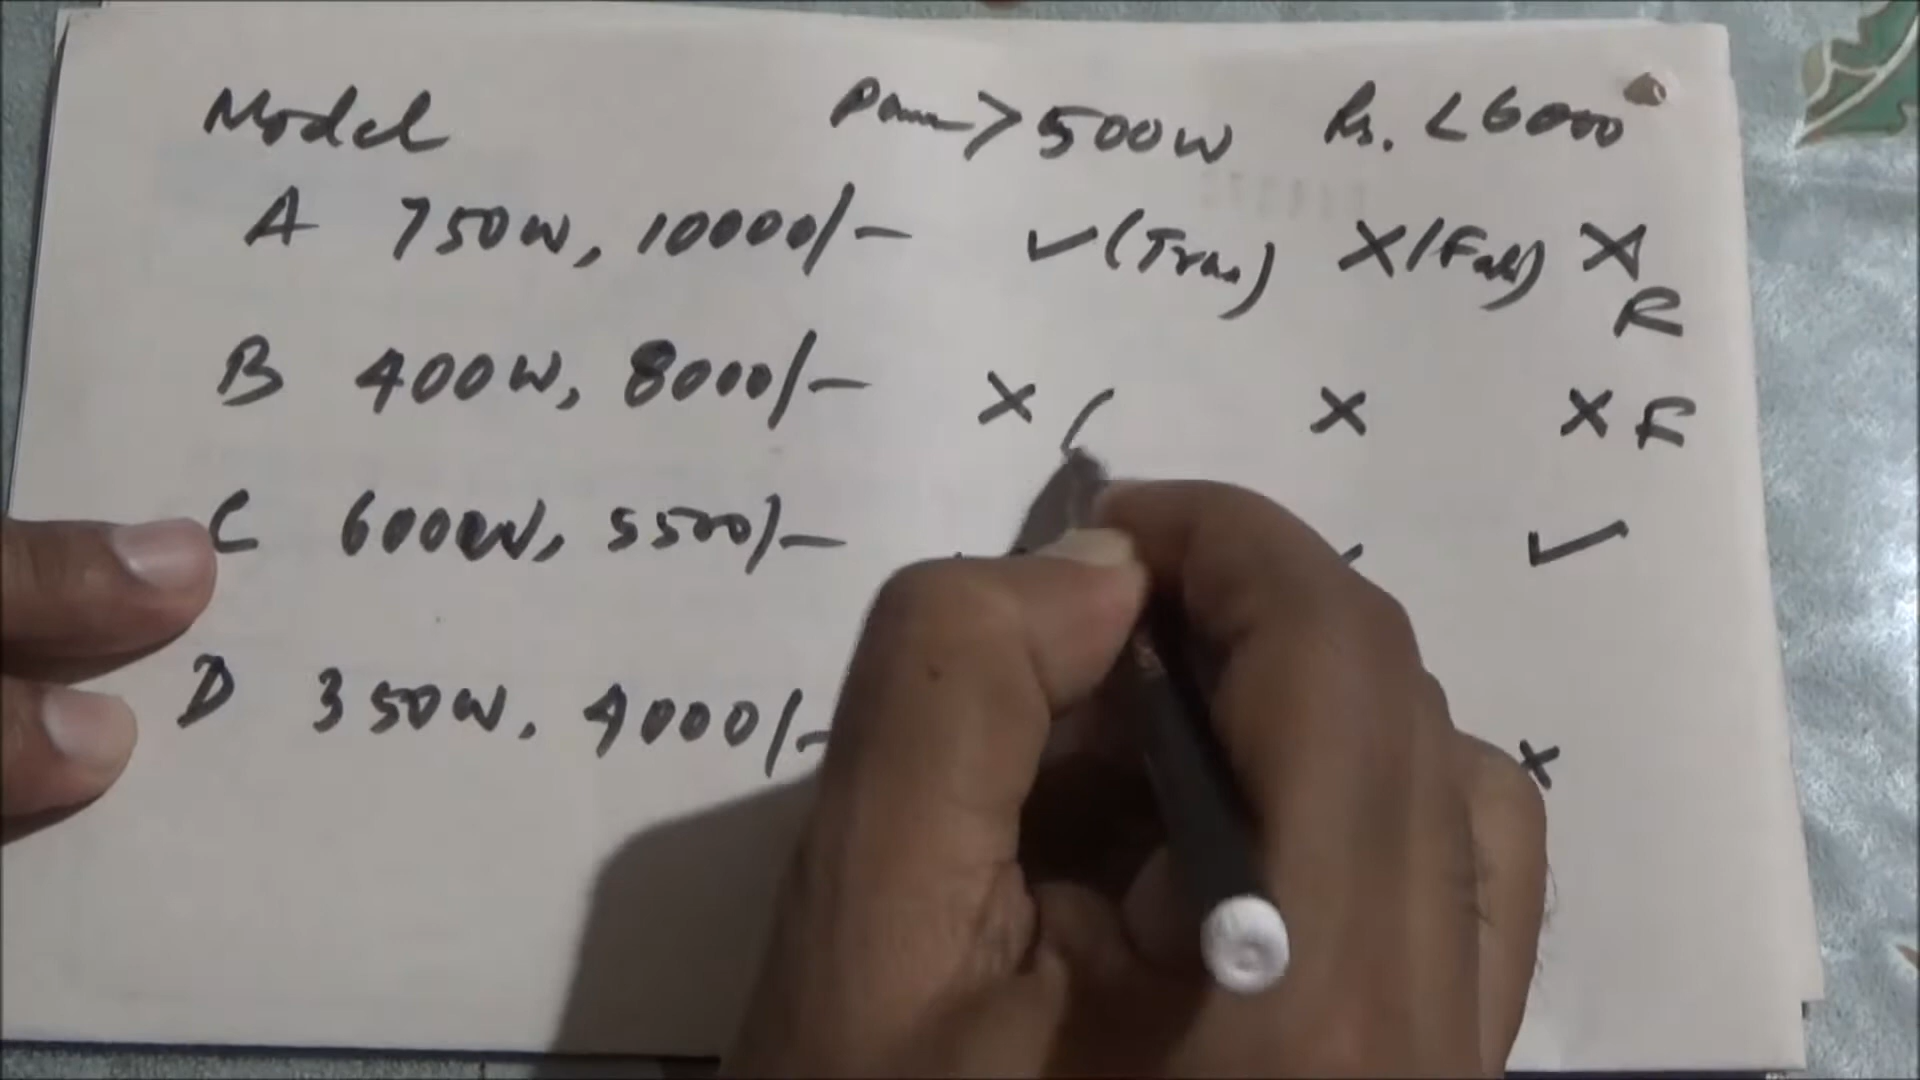 Model Power > 500W Rs. < 6000
A 750W, 10000/- ✓ (True) X (False) X
R
B 400W, 8000/- X ( X X F
C 600W, 5500/- ✓
D 350W, 4000/- X